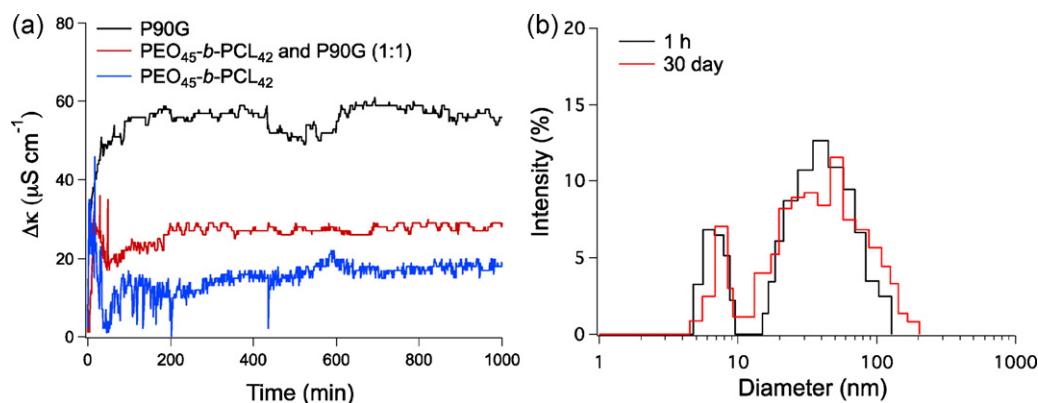 (a)
P90G
PEO₄₅-b-PCL₄₂ and P90G (1:1)
PEO₄₅-b-PCL₄₂
80
60
40
20
0
Δκ (µS cm⁻¹)
0 200 400 600 800 1000
Time (min)
(b)
1 h
30 day
20
15
10
5
0
Intensity (%)
1 10 100 1000
Diameter (nm)